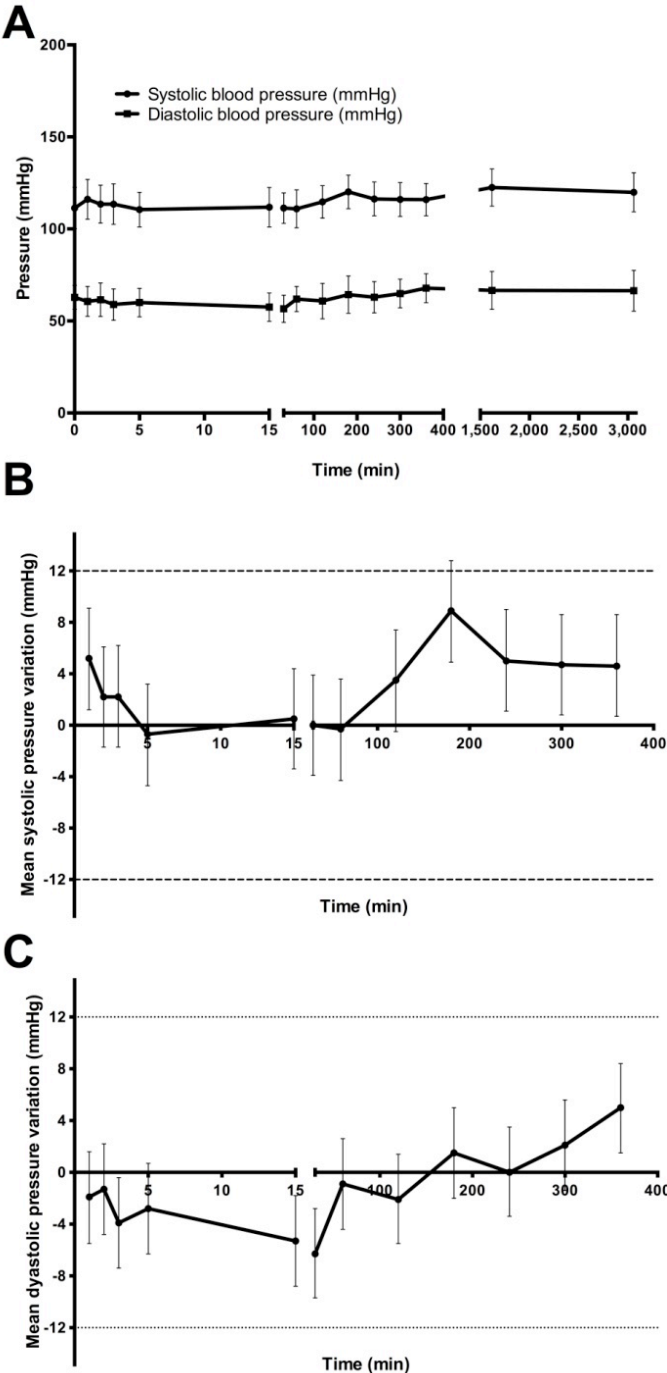 A
200
Systolic blood pressure (mmHg)
Diastolic blood pressure (mmHg)
150
Pressure (mmHg)
100
50
0
0 5 10 15 100 200 300 400 1,500 2,000 2,500 3,000
Time (min)
B
Mean systolic pressure variation (mmHg)
12
8
4
0
5 10 15 100 200 300 400
-4
-8
-12
Time (min)
C
Mean dyastolic pressure variation (mmHg)
12
8
4
0
5 10 15 100 200 300 400
-4
-8
-12
Time (min)